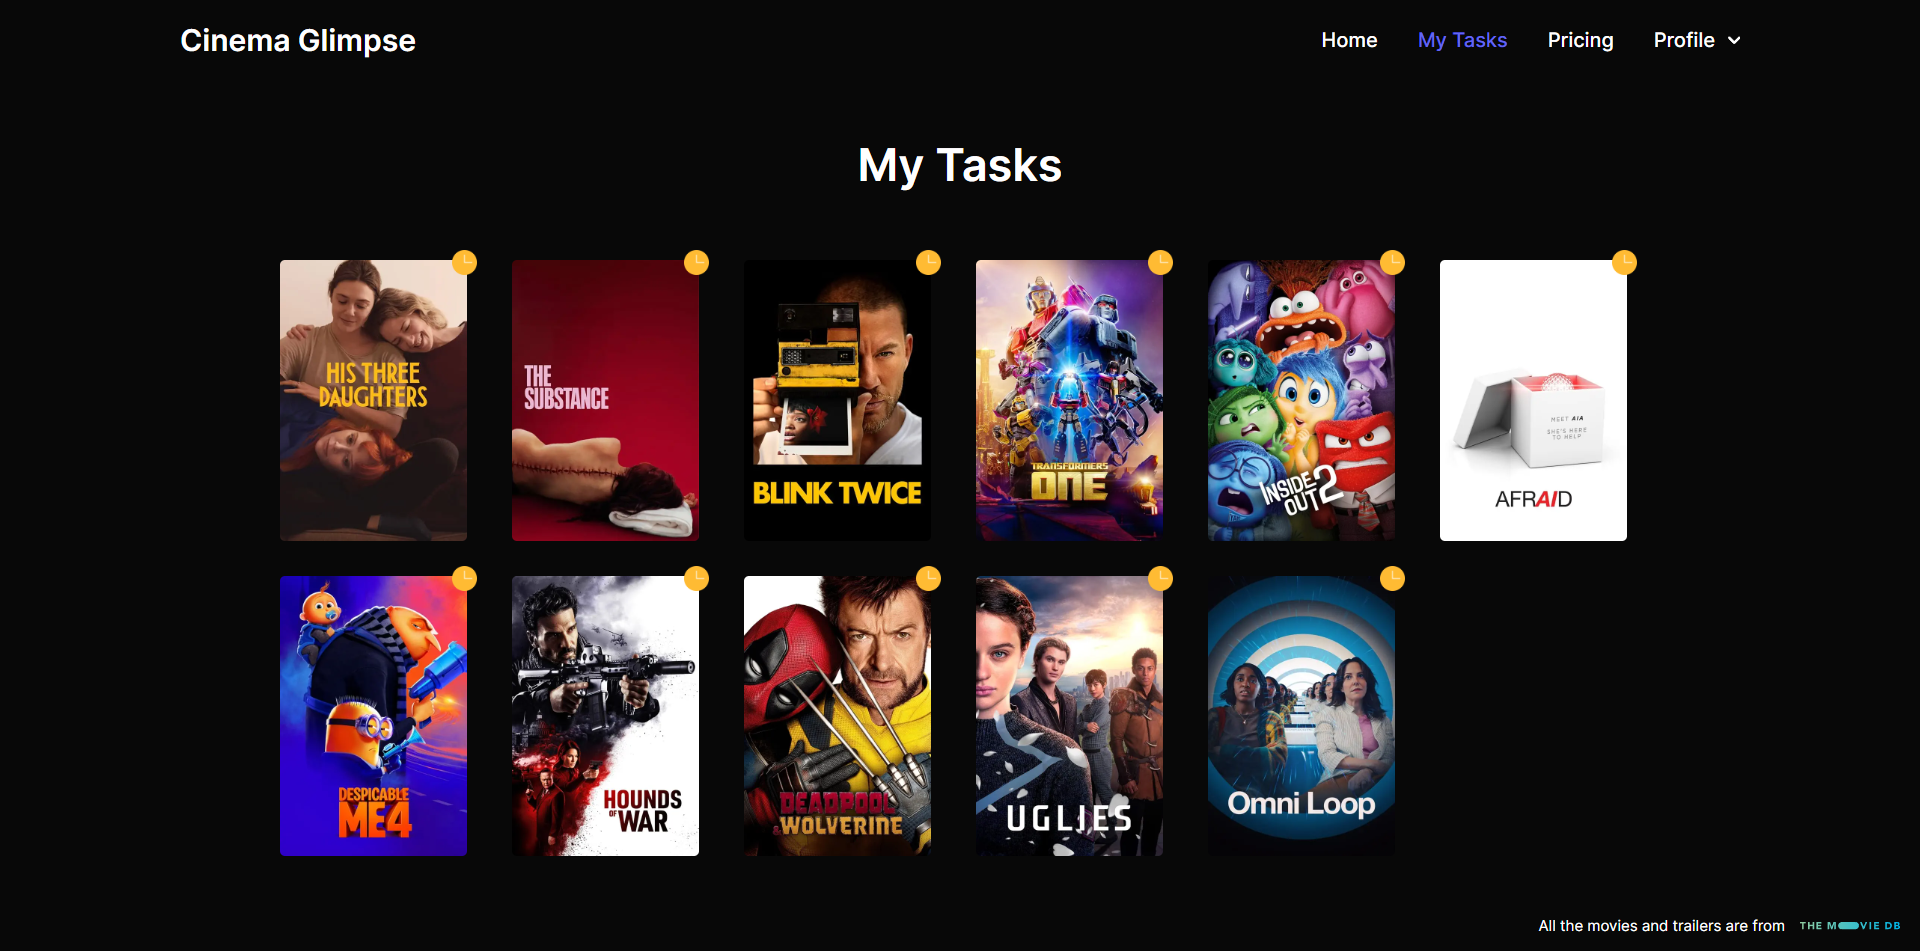 Cinema Glimpse
Home
My Tasks
Pricing
Profile
My Tasks
HIS THREE
DAUGHTERS
THE
SUBSTANCE
BLINK TWICE
TRANSFORMERS
ONE
INSIDE
OUT 2
MEET AIA
SHE'S HERE
TO HELP
AFRAID
DESPICABLE
ME4
HOUNDS
OF WAR
DEADPOOL
& WOLVERINE
UGLIES
Omni Loop
All the movies and trailers are from
THE MOVIE DB